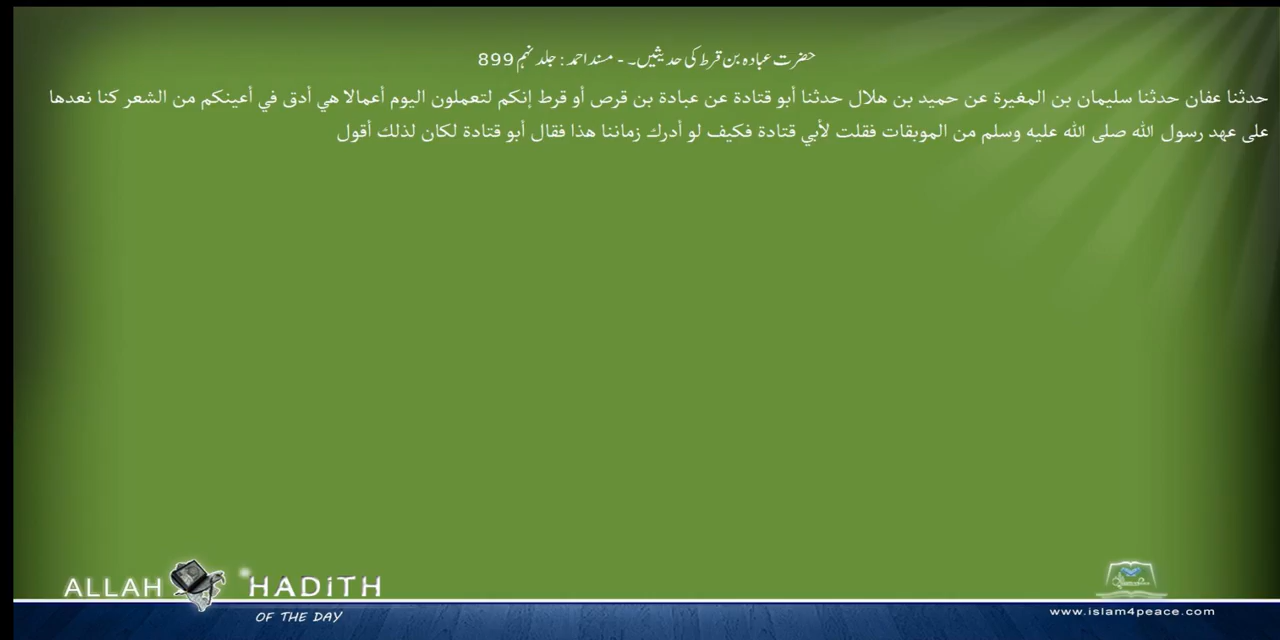 حضرت عبادہ بن قرط کی حدیثیں۔ - مسند احمد: جلد نہم 899
حدثنا عفان حدثنا سليمان بن المغيرة عن حميد بن هلال حدثنا أبو قتادة عن عبادة بن قرص أو قرط إنكم لتعملون اليوم أعمالا هي أدق في أعينكم من الشعر كنا نعدها
على عهد رسول الله صلى الله عليه وسلم من الموبقات فقلت لأبي قتادة فكيف لو أدرك زماننا هذا فقال أبو قتادة لكان لذلك أقول
ALLAH HADITH
OF THE DAY
www.islam4peace.com